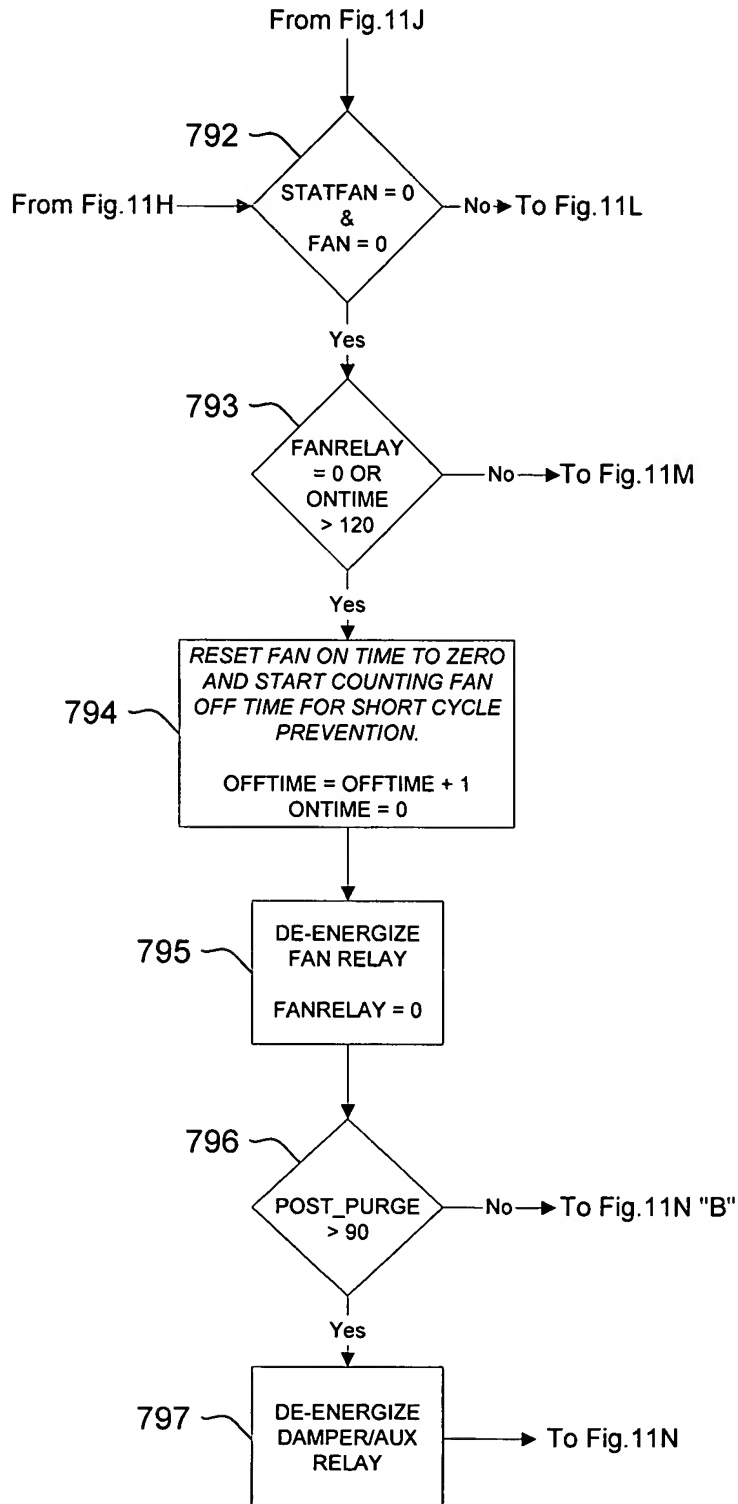 From Fig.11J
792
STATFAN = 0
&
FAN = 0
From Fig.11H
No
To Fig.11L
Yes
793
FANRELAY
= 0 OR
ONTIME
> 120
No
To Fig.11M
Yes
794
RESET FAN ON TIME TO ZERO
AND START COUNTING FAN
OFF TIME FOR SHORT CYCLE
PREVENTION.
OFFTIME = OFFTIME + 1
ONTIME = 0
795
DE-ENERGIZE
FAN RELAY
FANRELAY = 0
796
POST_PURGE
> 90
No
To Fig.11N "B"
Yes
797
DE-ENERGIZE
DAMPER/AUX
RELAY
To Fig.11N